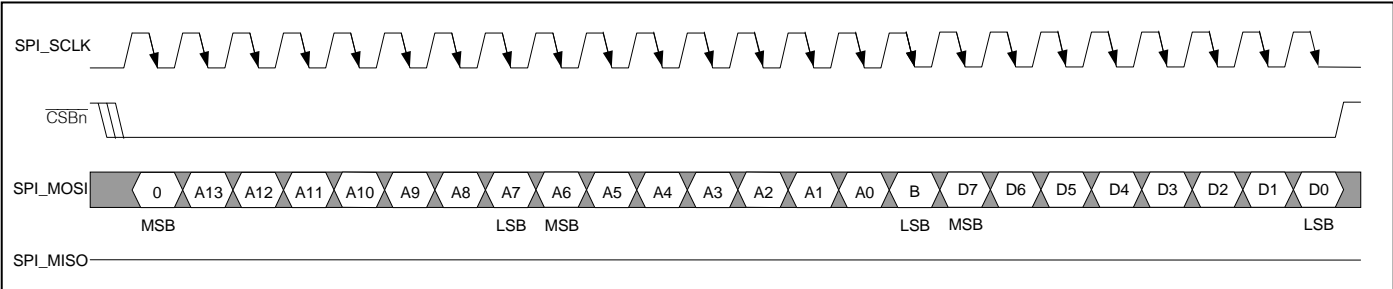 SPI_SCLK
CSBn
SPI_MOSI 0 A13 A12 A11 A10 A9 A8 A7 A6 A5 A4 A3 A2 A1 A0 B D7 D6 D5 D4 D3 D2 D1 D0
MSB LSB MSB LSB MSB LSB
SPI_MISO